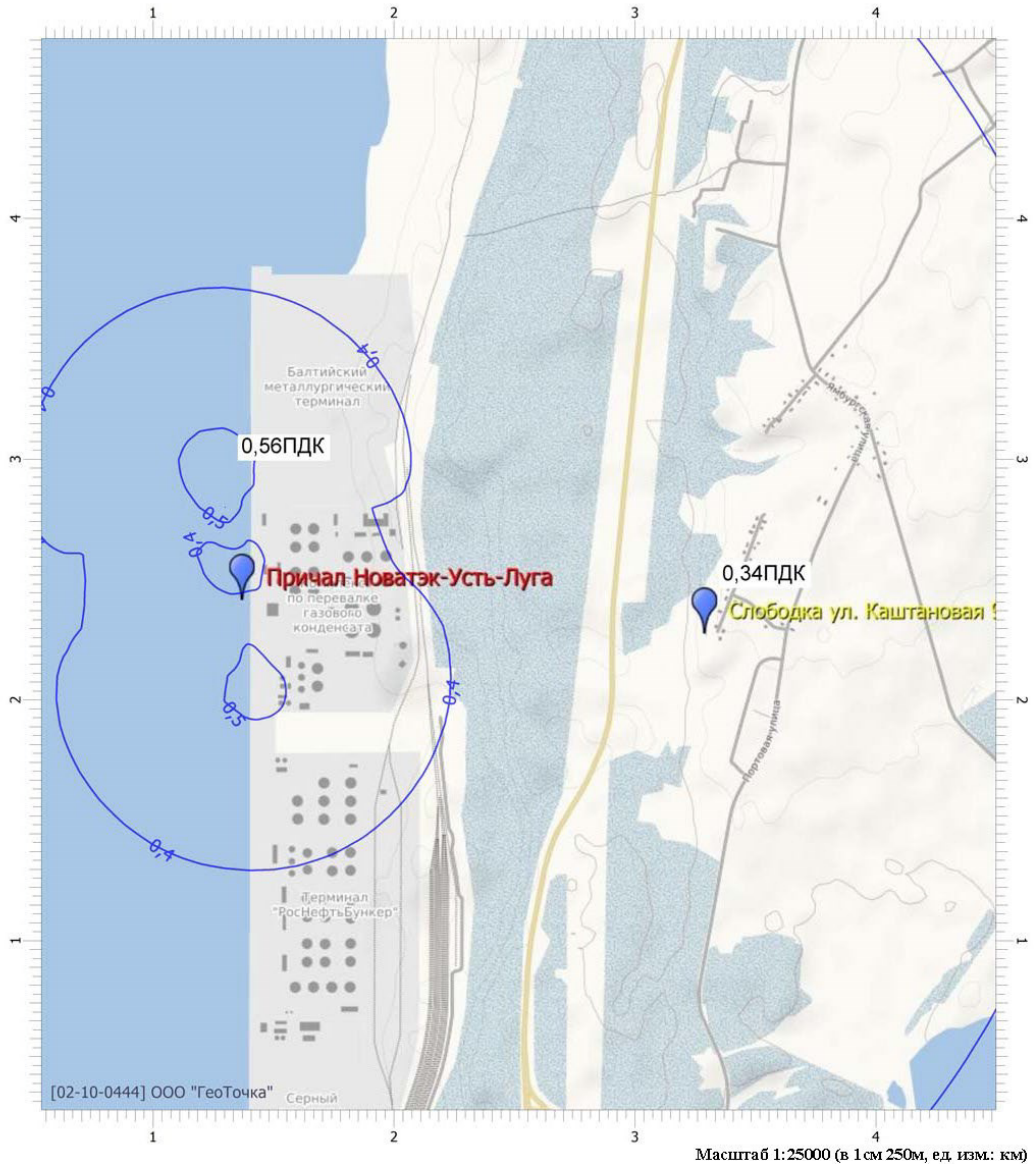 1 2 3 4
4 4
0,4
Балтийский
металлургический
терминал
0,4
3 3
0,56ПДК
0,5
0,4
Причал Новатэк-Усть-Луга
по перевалке
газового
конденсата
Ямбургская улица
0,34ПДК
Слободка ул. Каштановая 9
2 2
0,5
0,4
Портовая улица
0,4
Терминал
"РосНефтьБункер"
1 1
[02-10-0444] ООО "ГеоТочка"
Серный
1 2 3 4
Масштаб 1:25000 (в 1см 250м, ед. изм.: км)